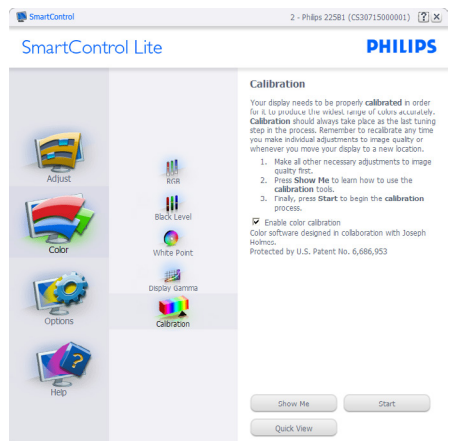 SmartControl
2 - Philips 225B1 (CS30715000001)
SmartControl Lite
PHILIPS
Adjust
Color
Options
Help
RGB
Black Level
White Point
Display Gamma
Calibration
Calibration
Your display needs to be properly calibrated in order
for it to produce the widest range of colors accurately.
Calibration should always take place as the last tuning
step in the process. Remember to recalibrate any time
you make individual adjustments to image quality or
whenever you move your display to a new location.
1. Make all other necessary adjustments to image
quality first.
2. Press Show Me to learn how to use the
calibration tools.
3. Finally, press Start to begin the calibration
process.
Enable color calibration
Color software designed in collaboration with Joseph
Holmes.
Protected by U.S. Patent No. 6,686,953
Show Me
Start
Quick View